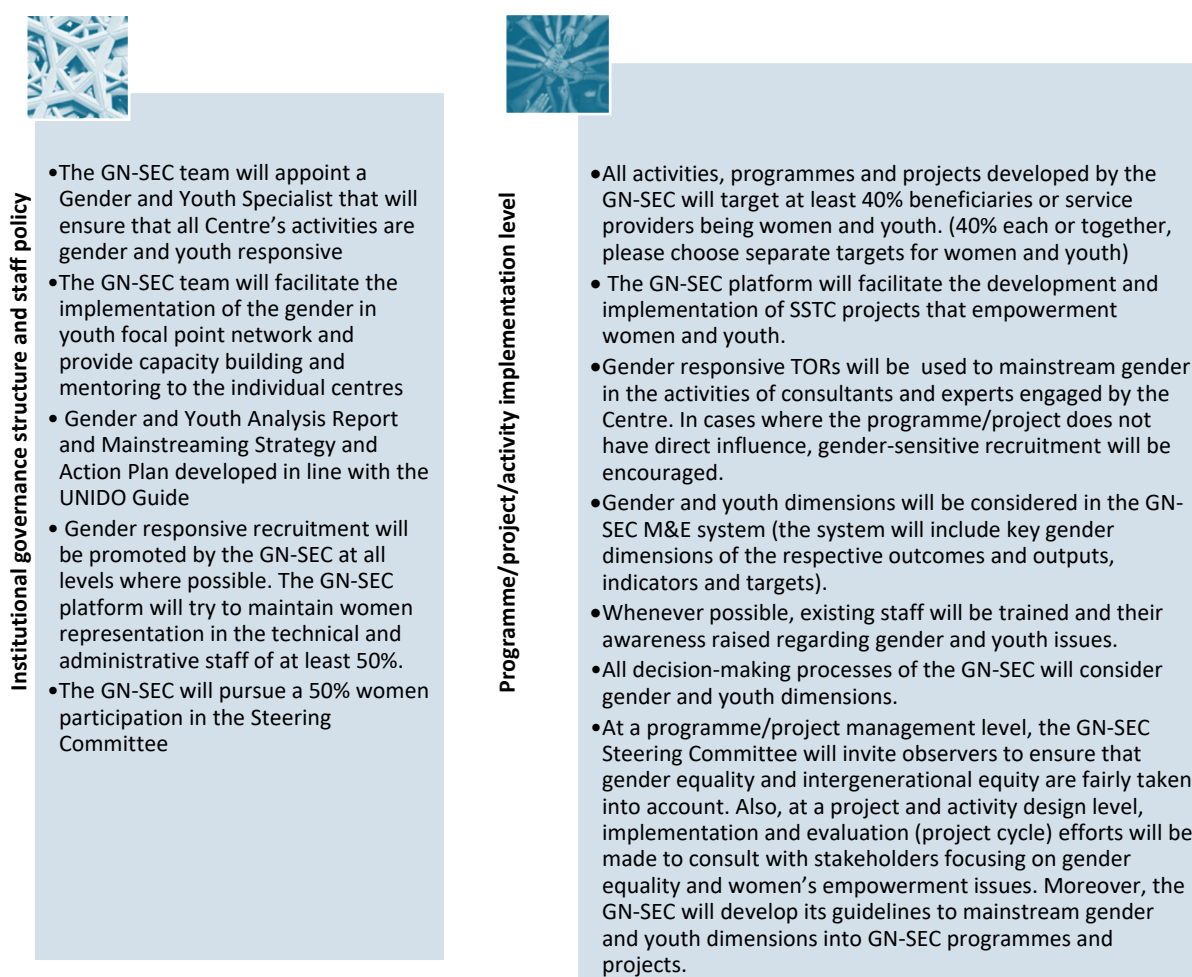 Institutional governance structure and staff policy
•The GN-SEC team will appoint a
Gender and Youth Specialist that will
ensure that all Centre’s activities are
gender and youth responsive
•The GN-SEC team will facilitate the
implementation of the gender in
youth focal point network and
provide capacity building and
mentoring to the individual centres
• Gender and Youth Analysis Report
and Mainstreaming Strategy and
Action Plan developed in line with the
UNIDO Guide
• Gender responsive recruitment will
be promoted by the GN-SEC at all
levels where possible. The GN-SEC
platform will try to maintain women
representation in the technical and
administrative staff of at least 50%.
•The GN-SEC will pursue a 50% women
participation in the Steering
Committee
Programme/project/activity implementation level
•All activities, programmes and projects developed by the
GN-SEC will target at least 40% beneficiaries or service
providers being women and youth. (40% each or together,
please choose separate targets for women and youth)
• The GN-SEC platform will facilitate the development and
implementation of SSTC projects that empowerment
women and youth.
•Gender responsive TORs will be used to mainstream gender
in the activities of consultants and experts engaged by the
Centre. In cases where the programme/project does not
have direct influence, gender-sensitive recruitment will be
encouraged.
•Gender and youth dimensions will be considered in the GN-
SEC M&E system (the system will include key gender
dimensions of the respective outcomes and outputs,
indicators and targets).
•Whenever possible, existing staff will be trained and their
awareness raised regarding gender and youth issues.
•All decision-making processes of the GN-SEC will consider
gender and youth dimensions.
•At a programme/project management level, the GN-SEC
Steering Committee will invite observers to ensure that
gender equality and intergenerational equity are fairly taken
into account. Also, at a project and activity design level,
implementation and evaluation (project cycle) efforts will be
made to consult with stakeholders focusing on gender
equality and women’s empowerment issues. Moreover, the
GN-SEC will develop its guidelines to mainstream gender
and youth dimensions into GN-SEC programmes and
projects.